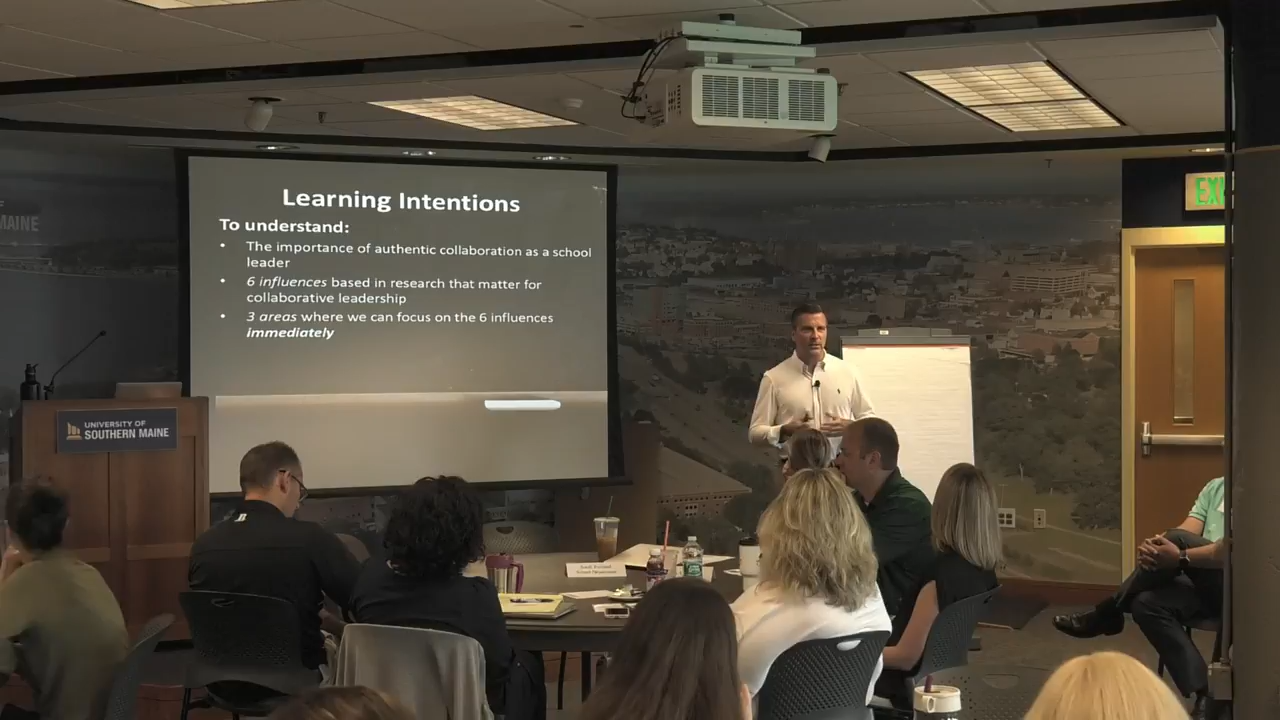 Learning Intentions
To understand:
• The importance of authentic collaboration as a school
leader
• 6 influences based in research that matter for
collaborative leadership
• 3 areas where we can focus on the 6 influences
immediately
MAINE
EXI
UNIVERSITY OF
SOUTHERN MAINE